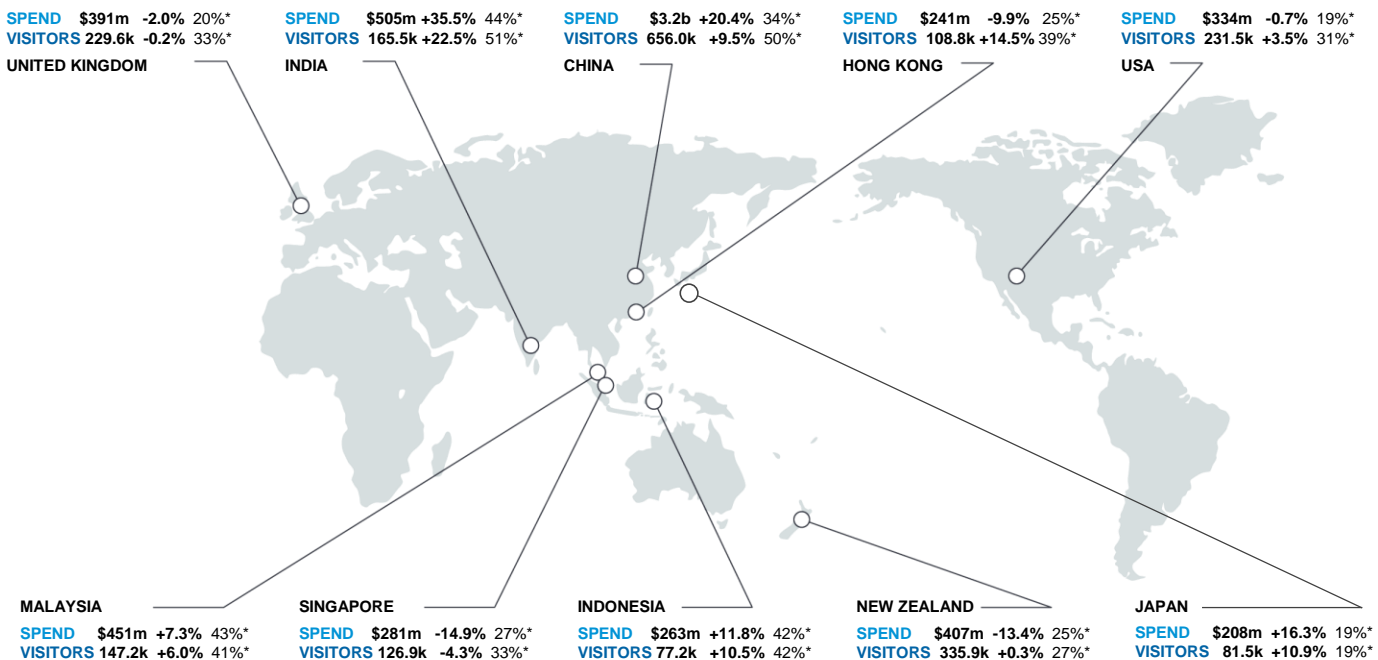 SPEND $391m -2.0% 20%*
VISITORS 229.6k -0.2% 33%*
UNITED KINGDOM
SPEND $505m +35.5% 44%*
VISITORS 165.5k +22.5% 51%*
INDIA
SPEND $3.2b +20.4% 34%*
VISITORS 656.0k +9.5% 50%*
CHINA
SPEND $241m -9.9% 25%*
VISITORS 108.8k +14.5% 39%*
HONG KONG
SPEND $334m -0.7% 19%*
VISITORS 231.5k +3.5% 31%*
USA
MALAYSIA
SPEND $451m +7.3% 43%*
VISITORS 147.2k +6.0% 41%*
SINGAPORE
SPEND $281m -14.9% 27%*
VISITORS 126.9k -4.3% 33%*
INDONESIA
SPEND $263m +11.8% 42%*
VISITORS 77.2k +10.5% 42%*
NEW ZEALAND
SPEND $407m -13.4% 25%*
VISITORS 335.9k +0.3% 27%*
JAPAN
SPEND $208m +16.3% 19%*
VISITORS 81.5k +10.9% 19%*